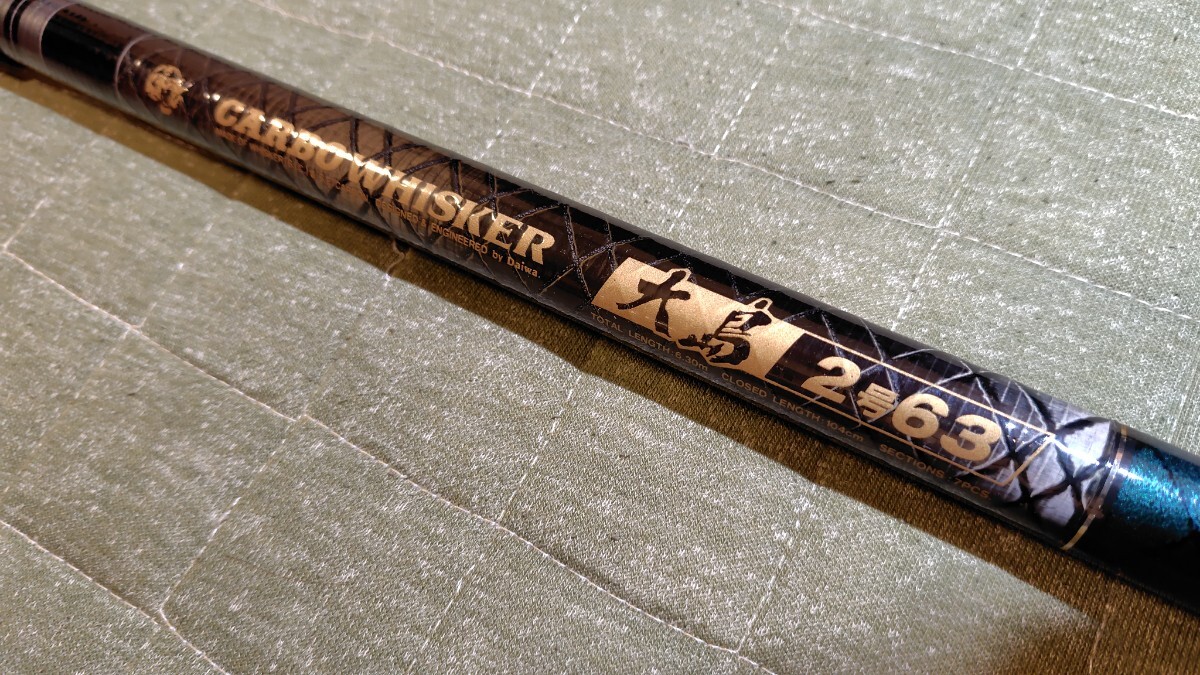 CARBOWHISKER
ENGINEERED by Daiwa.
大島 2号63
TOTAL LENGTH:6.30m CLOSED LENGTH:104cm SECTIONS:7PCS